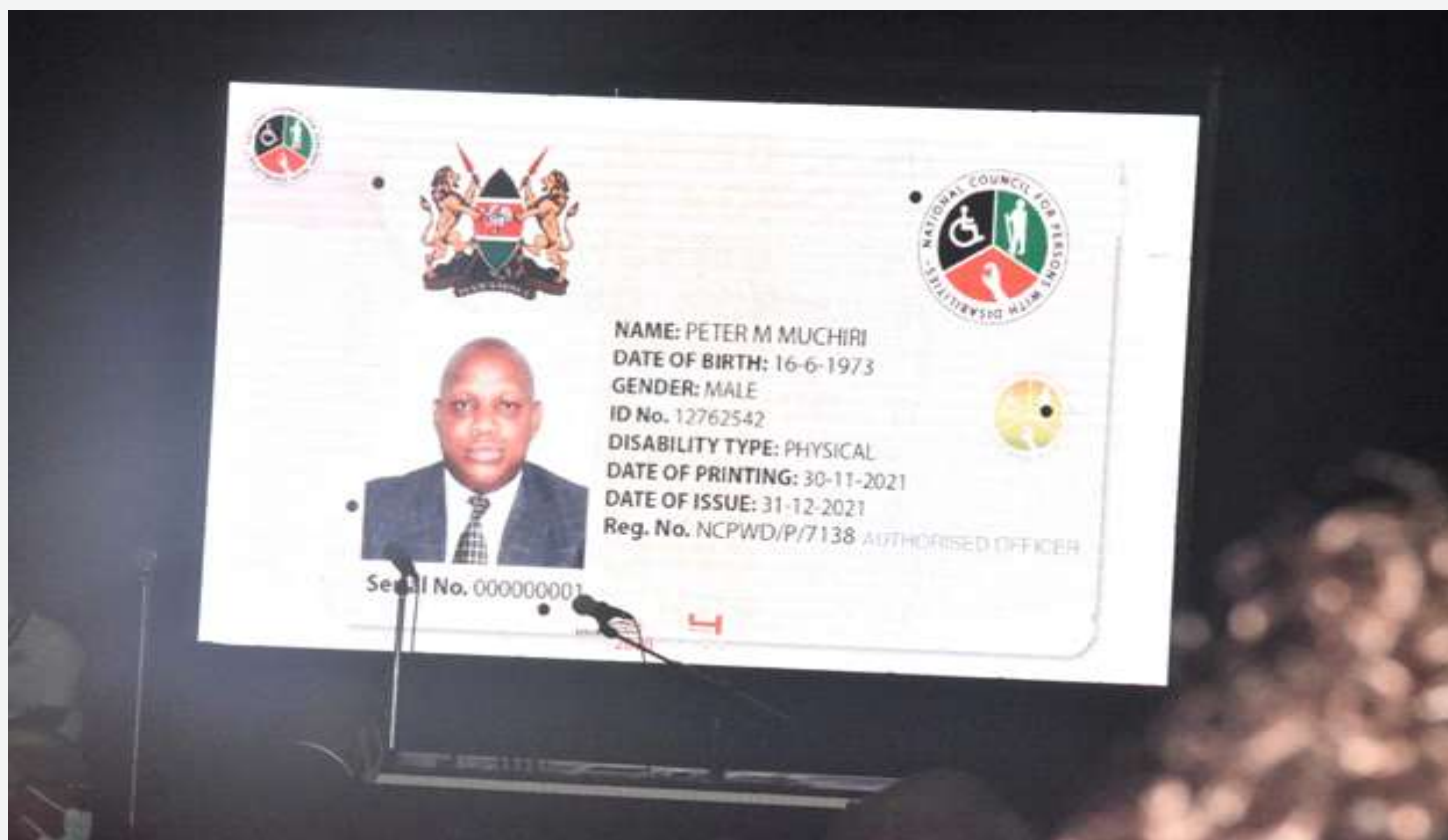 NATIONAL COUNCIL FOR PERSONS WITH DISABILITIES
NAME: PETER M MUCHIRI
DATE OF BIRTH: 16-6-1973
GENDER: MALE
ID No. 12762542
DISABILITY TYPE: PHYSICAL
DATE OF PRINTING: 30-11-2021
DATE OF ISSUE: 31-12-2021
Reg. No. NCPWD/P/7138 AUTHORISED OFFICER
No. 000000001